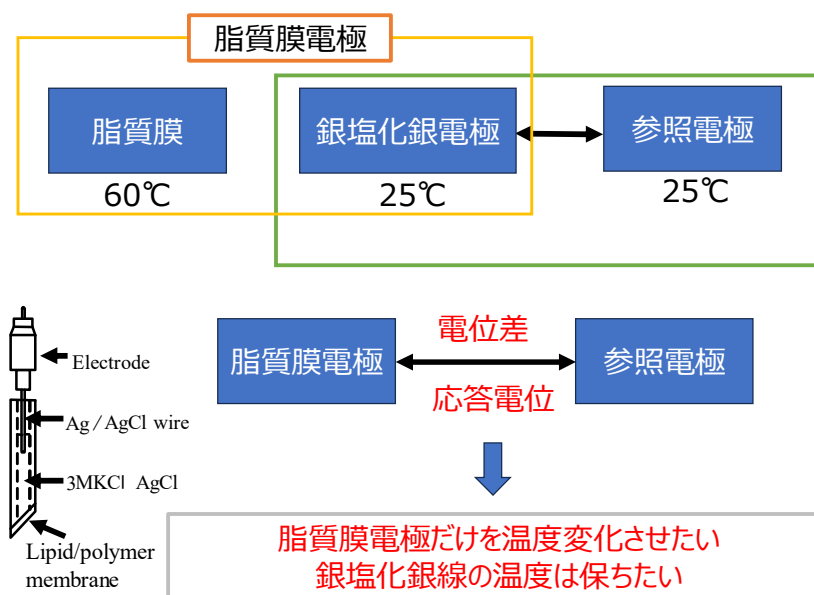 脂質膜電極
脂質膜
銀塩化銀電極
参照電極
60℃
25℃
25℃
Electrode
Ag / AgCl wire
3MKCl AgCl
Lipid/polymer
membrane
脂質膜電極
電位差
応答電位
参照電極
脂質膜電極だけを温度変化させたい
銀塩化銀線の温度は保ちたい